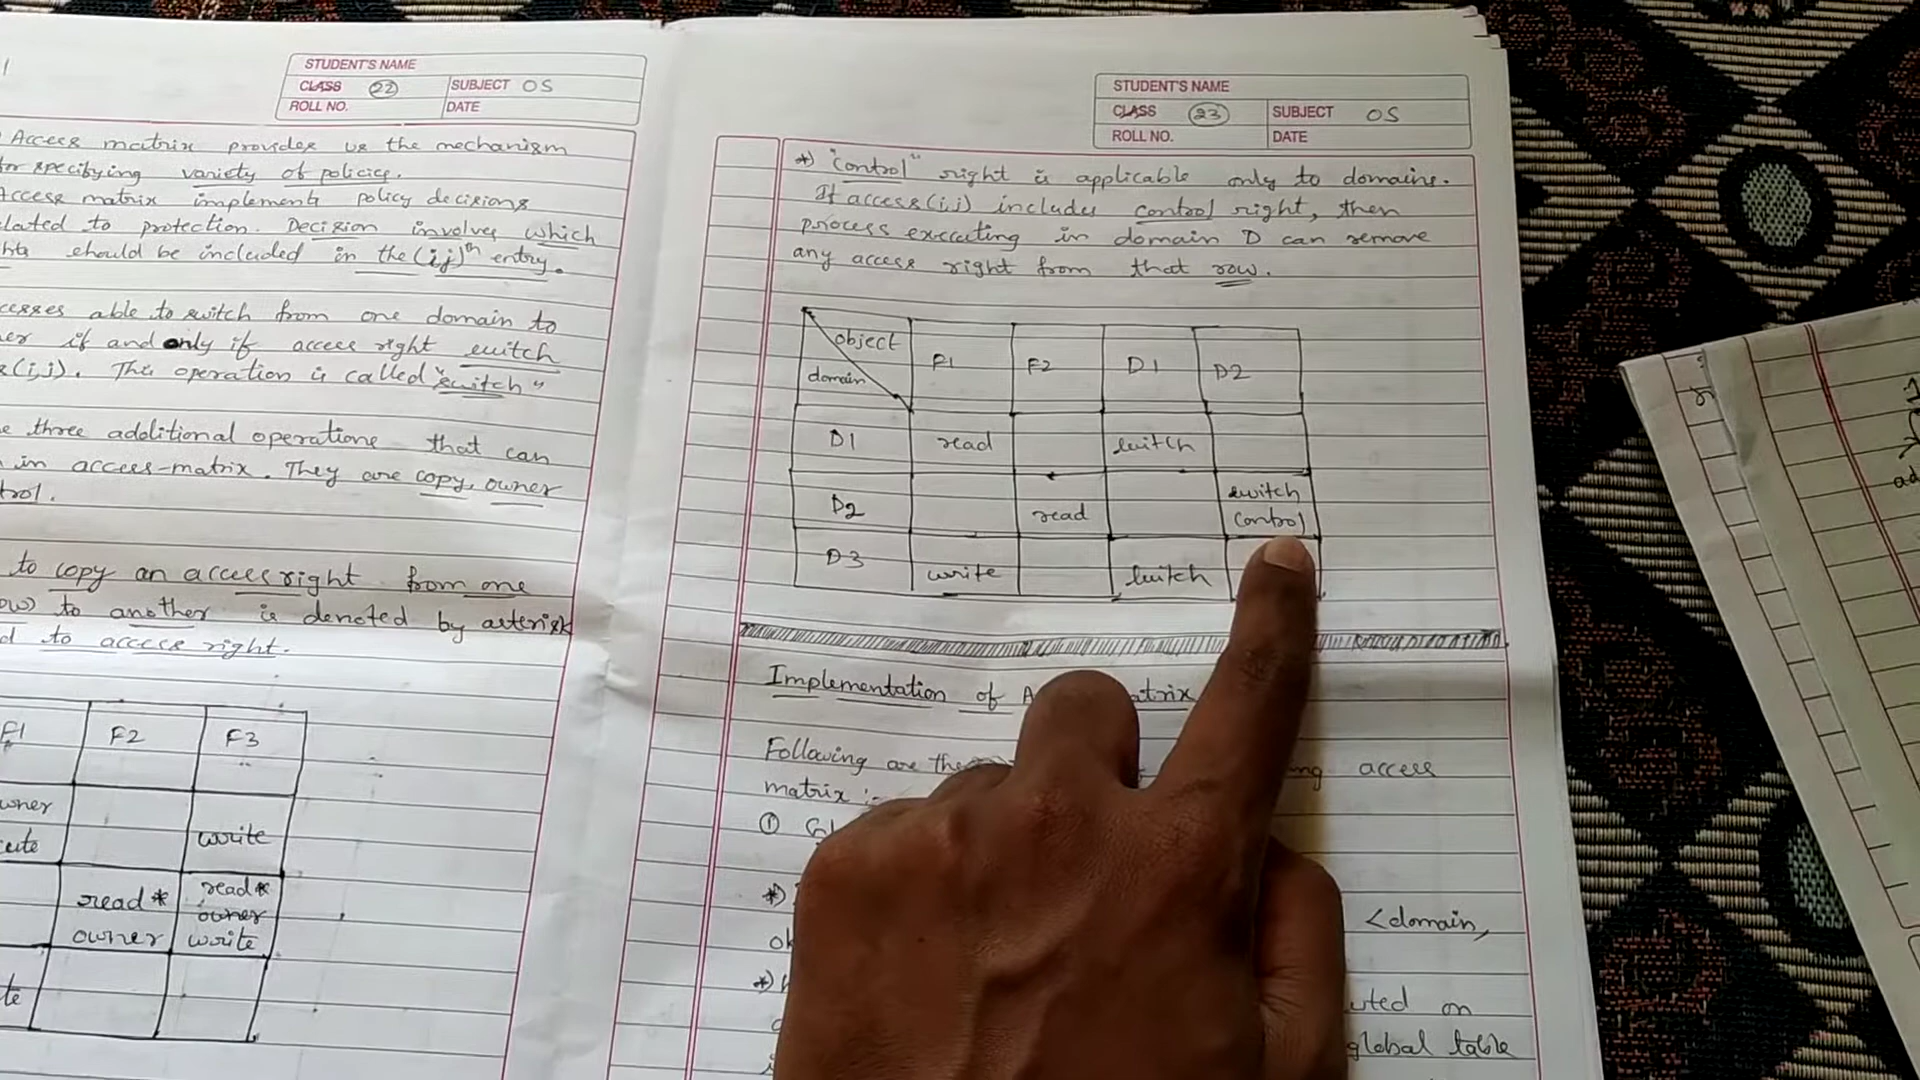 STUDENT'S NAME
CLASS 22 SUBJECT OS
ROLL NO. DATE
Access matrix provides us the mechanism
for specifying variety of policies.
Access matrix implements policy decisions
related to protection. Decision involves which
should be included in the (i,j)th entry.
able to switch from one domain to
if and only if access right switch
(i,j). This operation is called "switch"
three additional operations that can
in access-matrix. They are copy, owner
to copy an access right from one
to another is denoted by asterisk
to access right.
F1 F2 F3
write
read * read *
owner owner
write
STUDENT'S NAME
CLASS 23 SUBJECT OS
ROLL NO. DATE
*) "control" right is applicable only to domains.
If access(i,j) includes control right, then
process executing in domain D can remove
any access right from that row.
object
domain
F1 F2 D1 D2
D1 read switch
D2 read switch
control
D3 write switch
Implementation of
Following are the access
matrix :-
①
*) <domain,
*)
on
global table